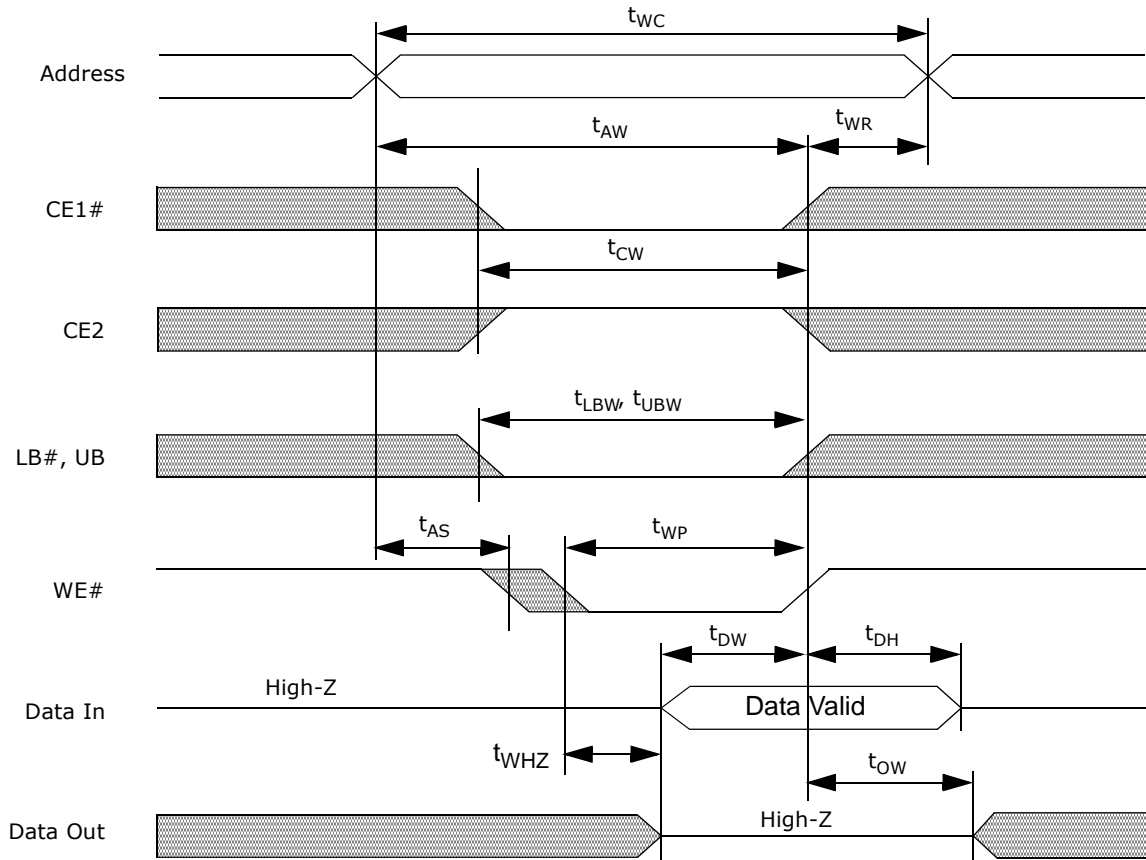 tWC
Address
tAW
tWR
CE1#
tCW
CE2
tLBW, tUBW
LB#, UB
tAS
tWP
WE#
tDW
tDH
High-Z
Data In
Data Valid
tWHZ
tOW
High-Z
Data Out